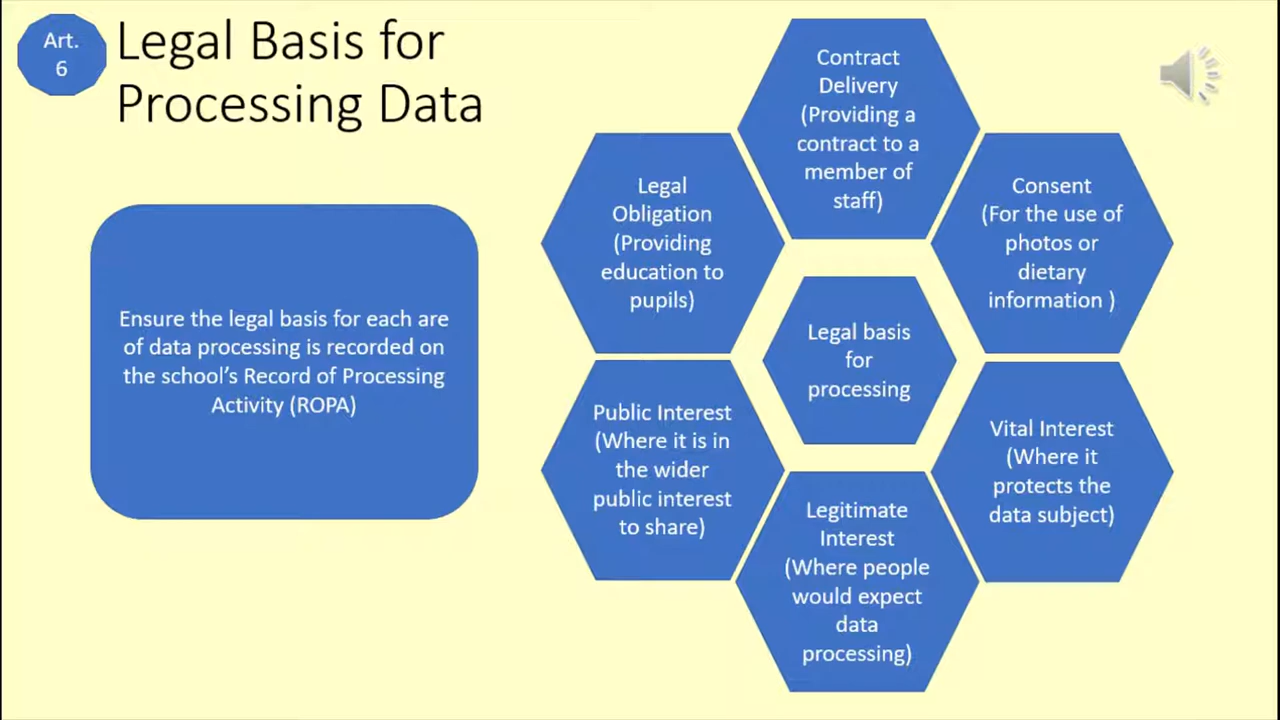 Art.
6
Legal Basis for
Processing Data
Ensure the legal basis for each are
of data processing is recorded on
the school's Record of Processing
Activity (ROPA)
Contract
Delivery
(Providing a
contract to a
member of
staff)
Legal
Obligation
(Providing
education to
pupils)
Consent
(For the use of
photos or
dietary
information )
Legal basis
for
processing
Public Interest
(Where it is in
the wider
public interest
to share)
Vital Interest
(Where it
protects the
data subject)
Legitimate
Interest
(Where people
would expect
data
processing)